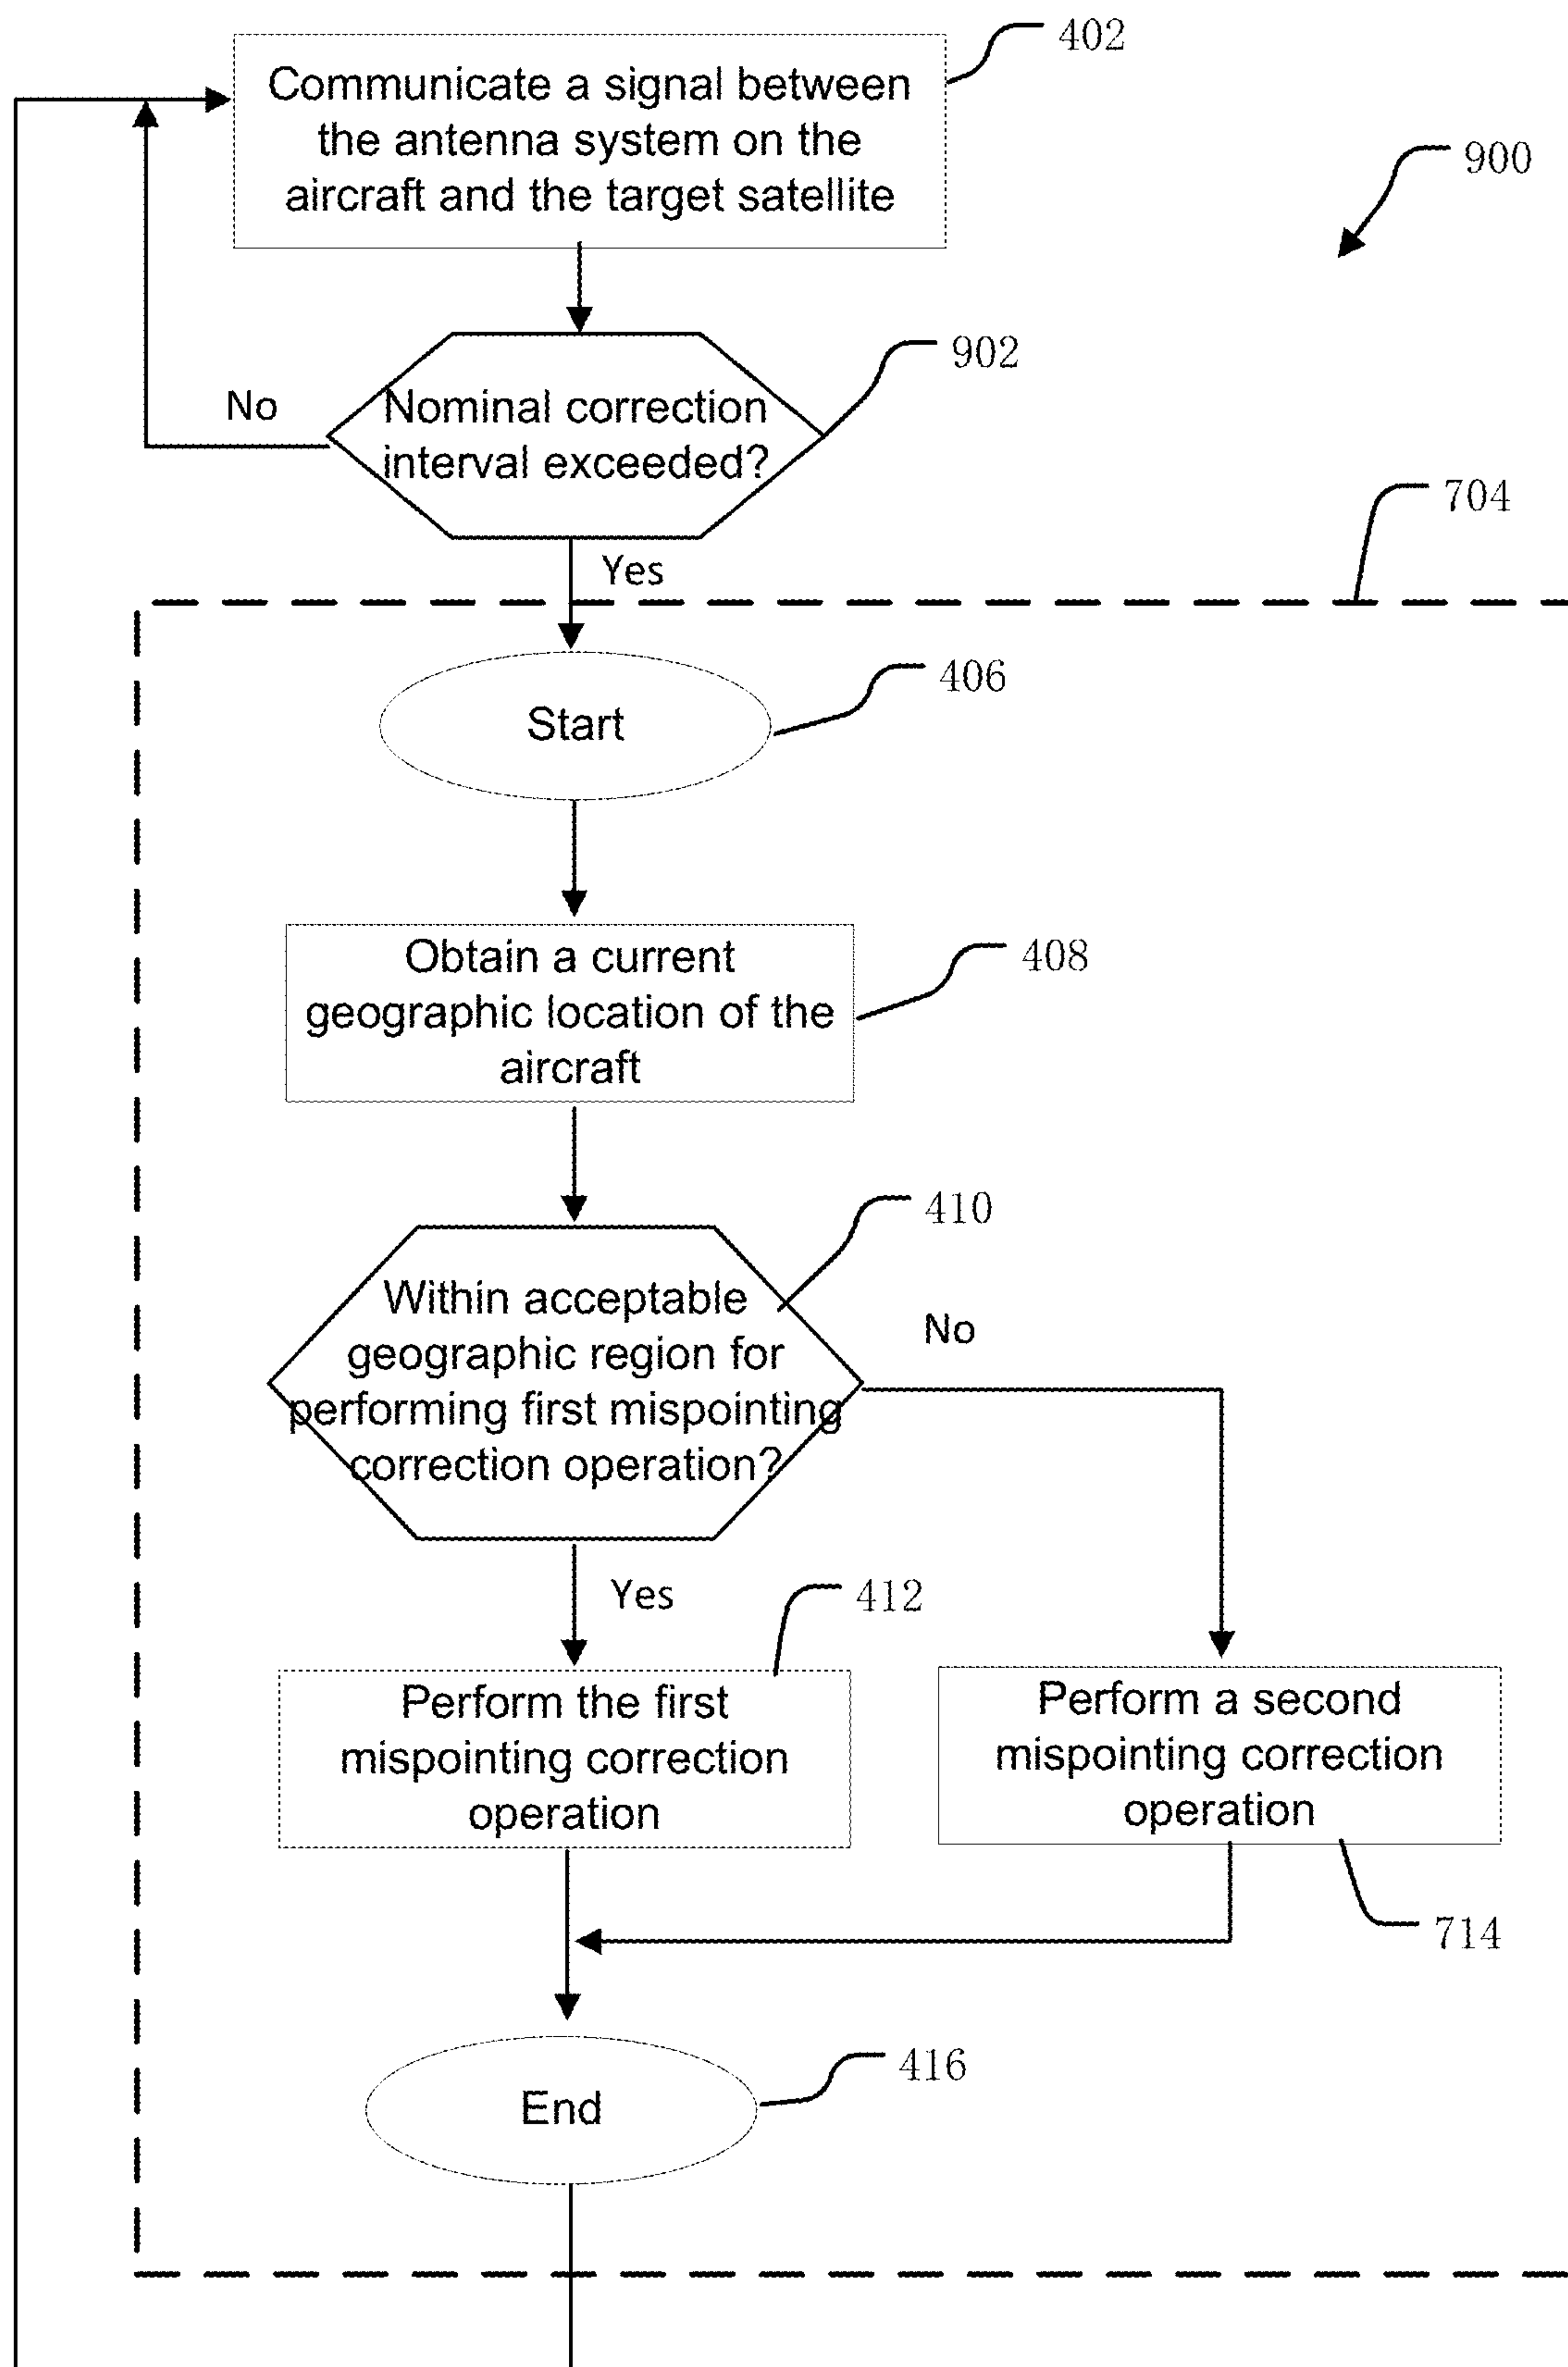 402
Communicate a signal between
the antenna system on the
aircraft and the target satellite
900
902
No
Nominal correction
interval exceeded?
704
Yes
406
Start
Obtain a current
408
geographic location of the
aircraft
410
Within acceptable
No
geographic region for
performing first mispointing
correction operation?
Yes
412
Perform the first
mispointing correction
operation
Perform a second
mispointing correction
operation
714
416
End